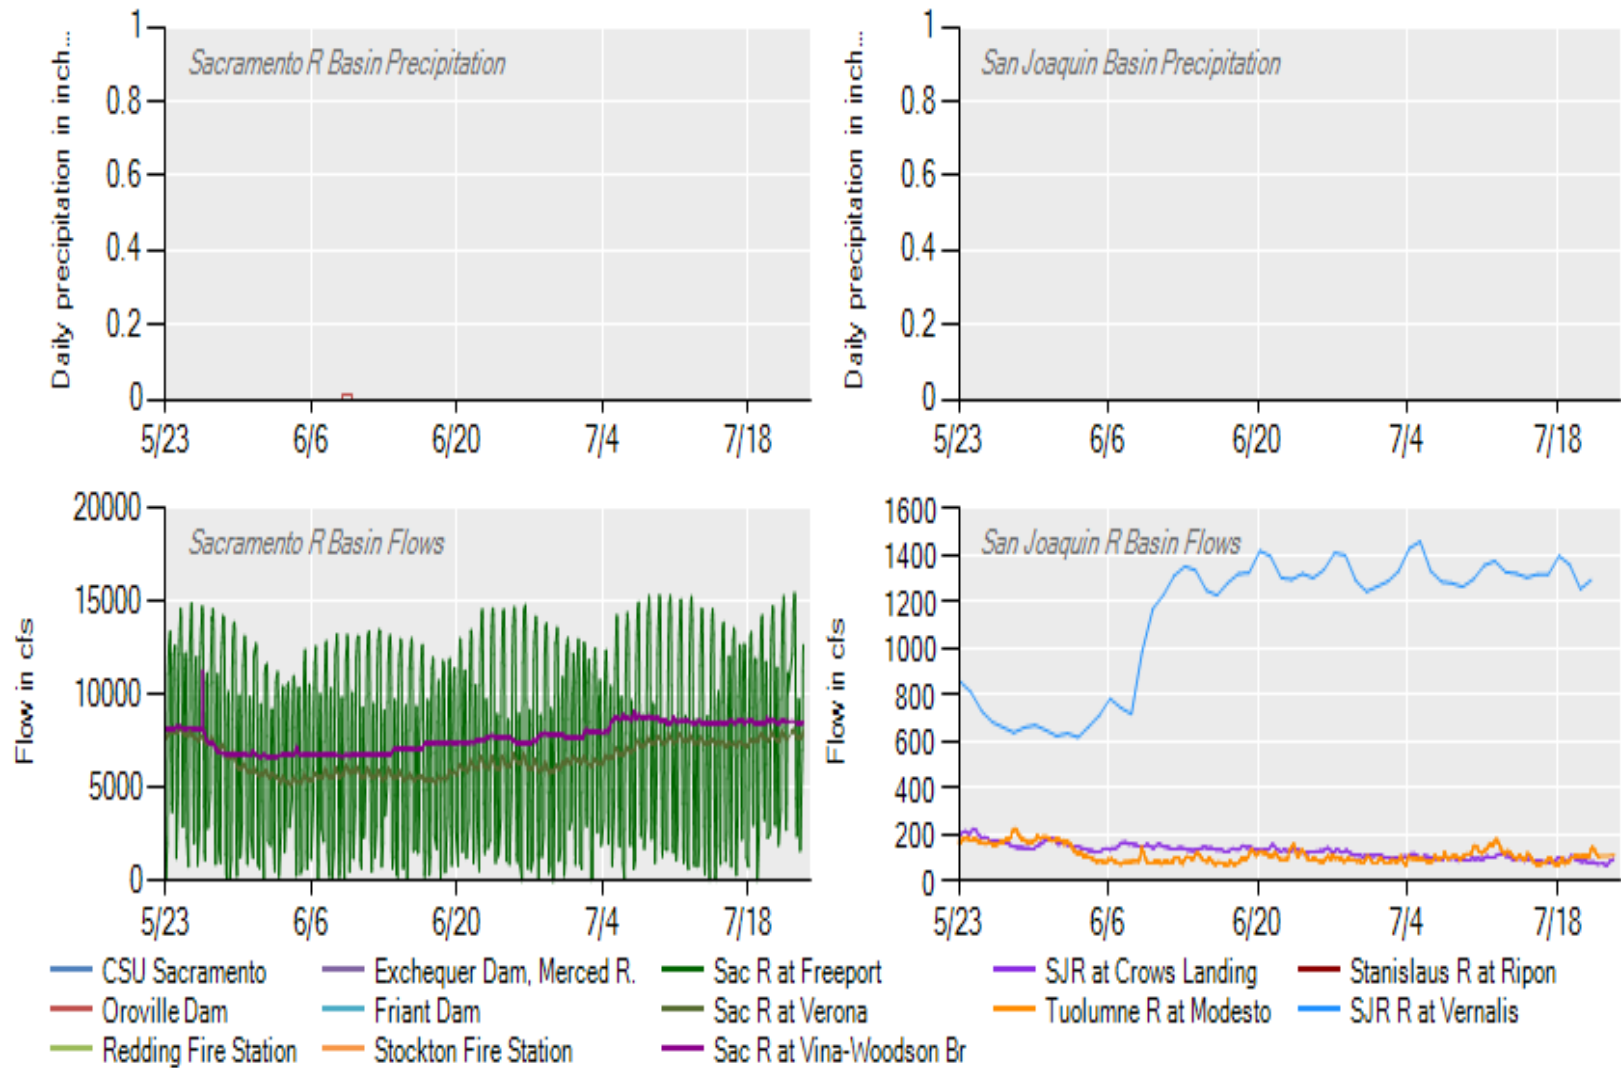 Daily precipitation in inch...
1
0.8
0.6
0.4
0.2
0
Sacramento R Basin Precipitation
5/23 6/6 6/20 7/4 7/18
Daily precipitation in inch...
1
0.8
0.6
0.4
0.2
0
San Joaquin Basin Precipitation
5/23 6/6 6/20 7/4 7/18
Flow in cfs
20000
15000
10000
5000
0
Sacramento R Basin Flows
5/23 6/6 6/20 7/4 7/18
Flow in cfs
1600
1400
1200
1000
800
600
400
200
0
San Joaquin R Basin Flows
5/23 6/6 6/20 7/4 7/18
CSU Sacramento
Oroville Dam
Redding Fire Station
Exchequer Dam, Merced R.
Friant Dam
Stockton Fire Station
Sac R at Freeport
Sac R at Verona
Sac R at Vina-Woodson Br
SJR at Crows Landing
Tuolumne R at Modesto
Stanislaus R at Ripon
SJR R at Vernalis